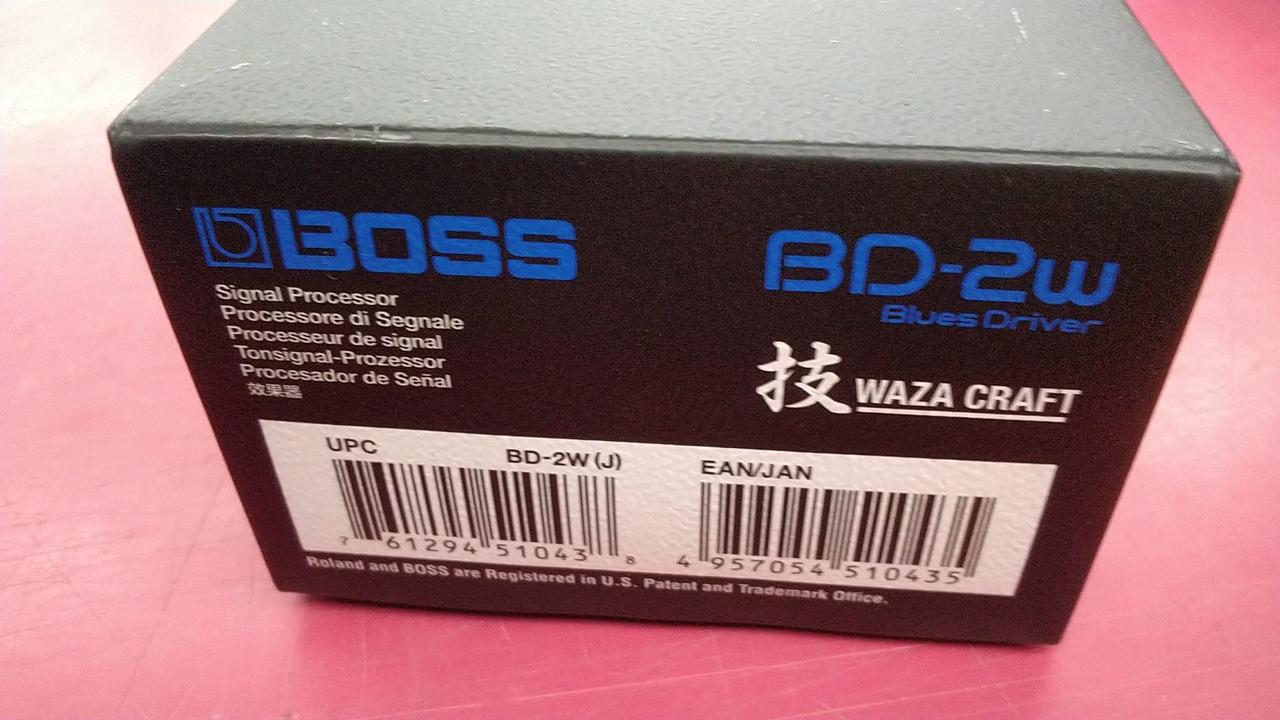 BOSS
Signal Processor
Processore di Segnale
Processeur de signal
Tonsignal-Prozessor
Procesador de Señal
效果器
BD-2w
Blues Driver
技 WAZA CRAFT
UPC BD-2W (J)
7 61294 51043 8
EAN/JAN
4 957054 510435
Roland and BOSS are Registered in U.S. Patent and Trademark Office.